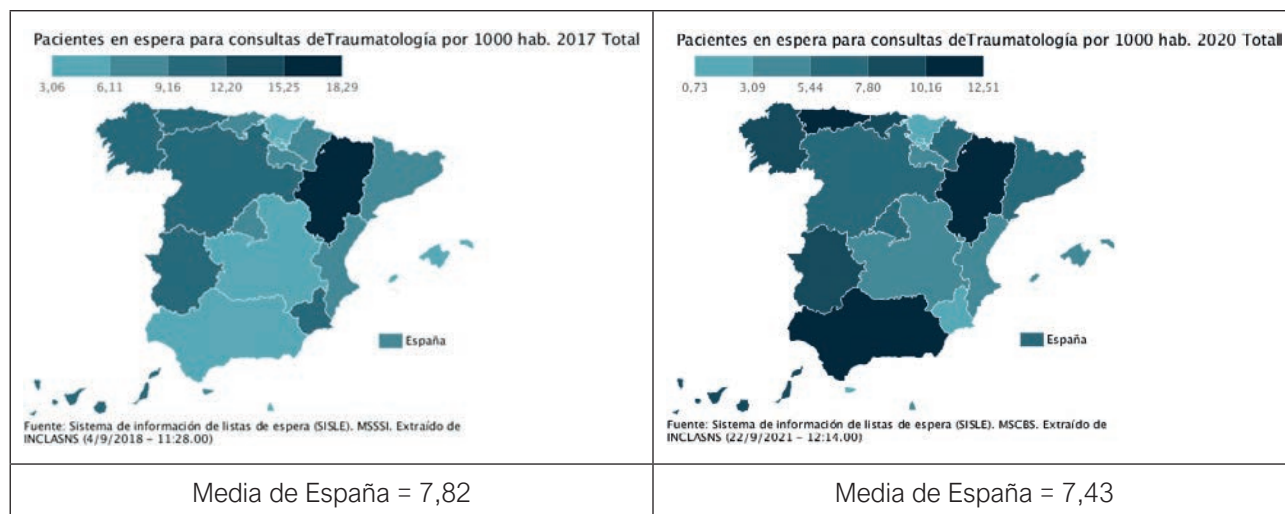 Pacientes en espera para consultas deTraumatología por 1000 hab. 2017 Total
3,06 6,11 9,16 12,20 15,25 18,29
España
Fuente: Sistema de información de listas de espera (SISLE). MSSSI. Extraído de
INCLASNS (4/9/2018 - 11:28.00)
Media de España = 7,82
Pacientes en espera para consultas deTraumatología por 1000 hab. 2020 Totall
0,73 3,09 5,44 7,80 10,16 12,51
España
Fuente: Sistema de información de listas de espera (SISLE). MSCBS. Extraído de
INCLASNS (22/9/2021 - 12:14.00)
Media de España = 7,43